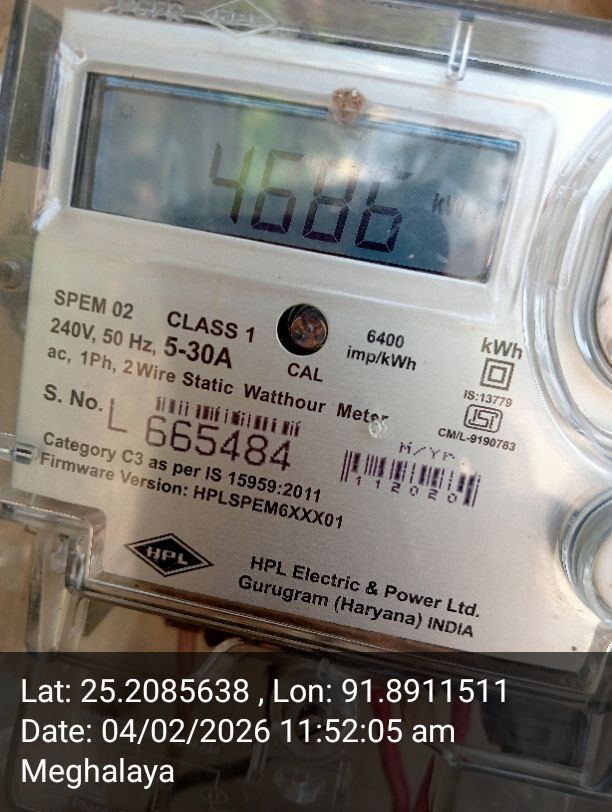 4686 kWh
SPEM 02
CLASS 1
240V, 50 Hz, 5-30A
ac, 1Ph, 2 Wire Static Watthour Meter
CAL
6400
imp/kWh
kWh
IS:13779
ISI
CM/L-9190783
S. No. L 665484
M/Yr.
112020
Category C3 as per IS 15959:2011
Firmware Version: HPLSPEM6XXX01
HPL
HPL Electric & Power Ltd.
Gurugram (Haryana) INDIA
Lat: 25.2085638 , Lon: 91.8911511
Date: 04/02/2026 11:52:05 am
Meghalaya